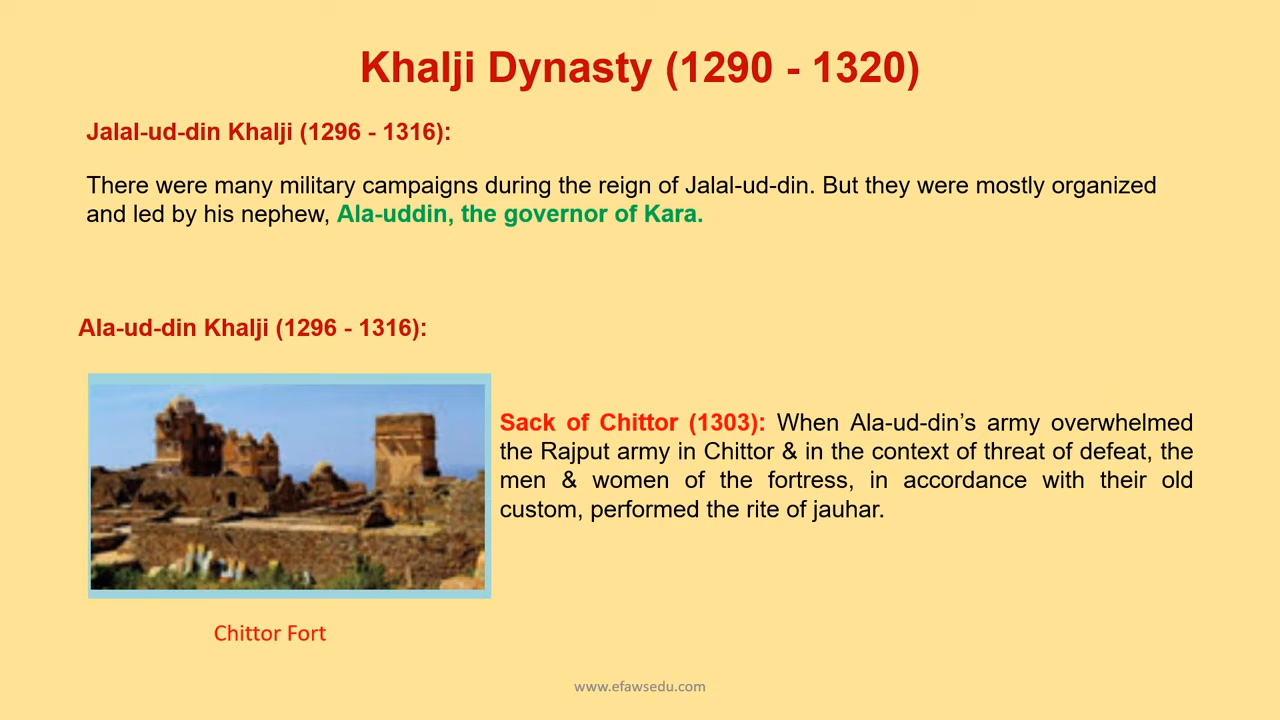 Khalji Dynasty (1290 - 1320)
Jalal-ud-din Khalji (1296 - 1316):
There were many military campaigns during the reign of Jalal-ud-din. But they were mostly organized
and led by his nephew, Ala-uddin, the governor of Kara.
Ala-ud-din Khalji (1296 - 1316):
Sack of Chittor (1303): When Ala-ud-din’s army overwhelmed
the Rajput army in Chittor & in the context of threat of defeat, the
men & women of the fortress, in accordance with their old
custom, performed the rite of jauhar.
Chittor Fort
www.efawsedu.com